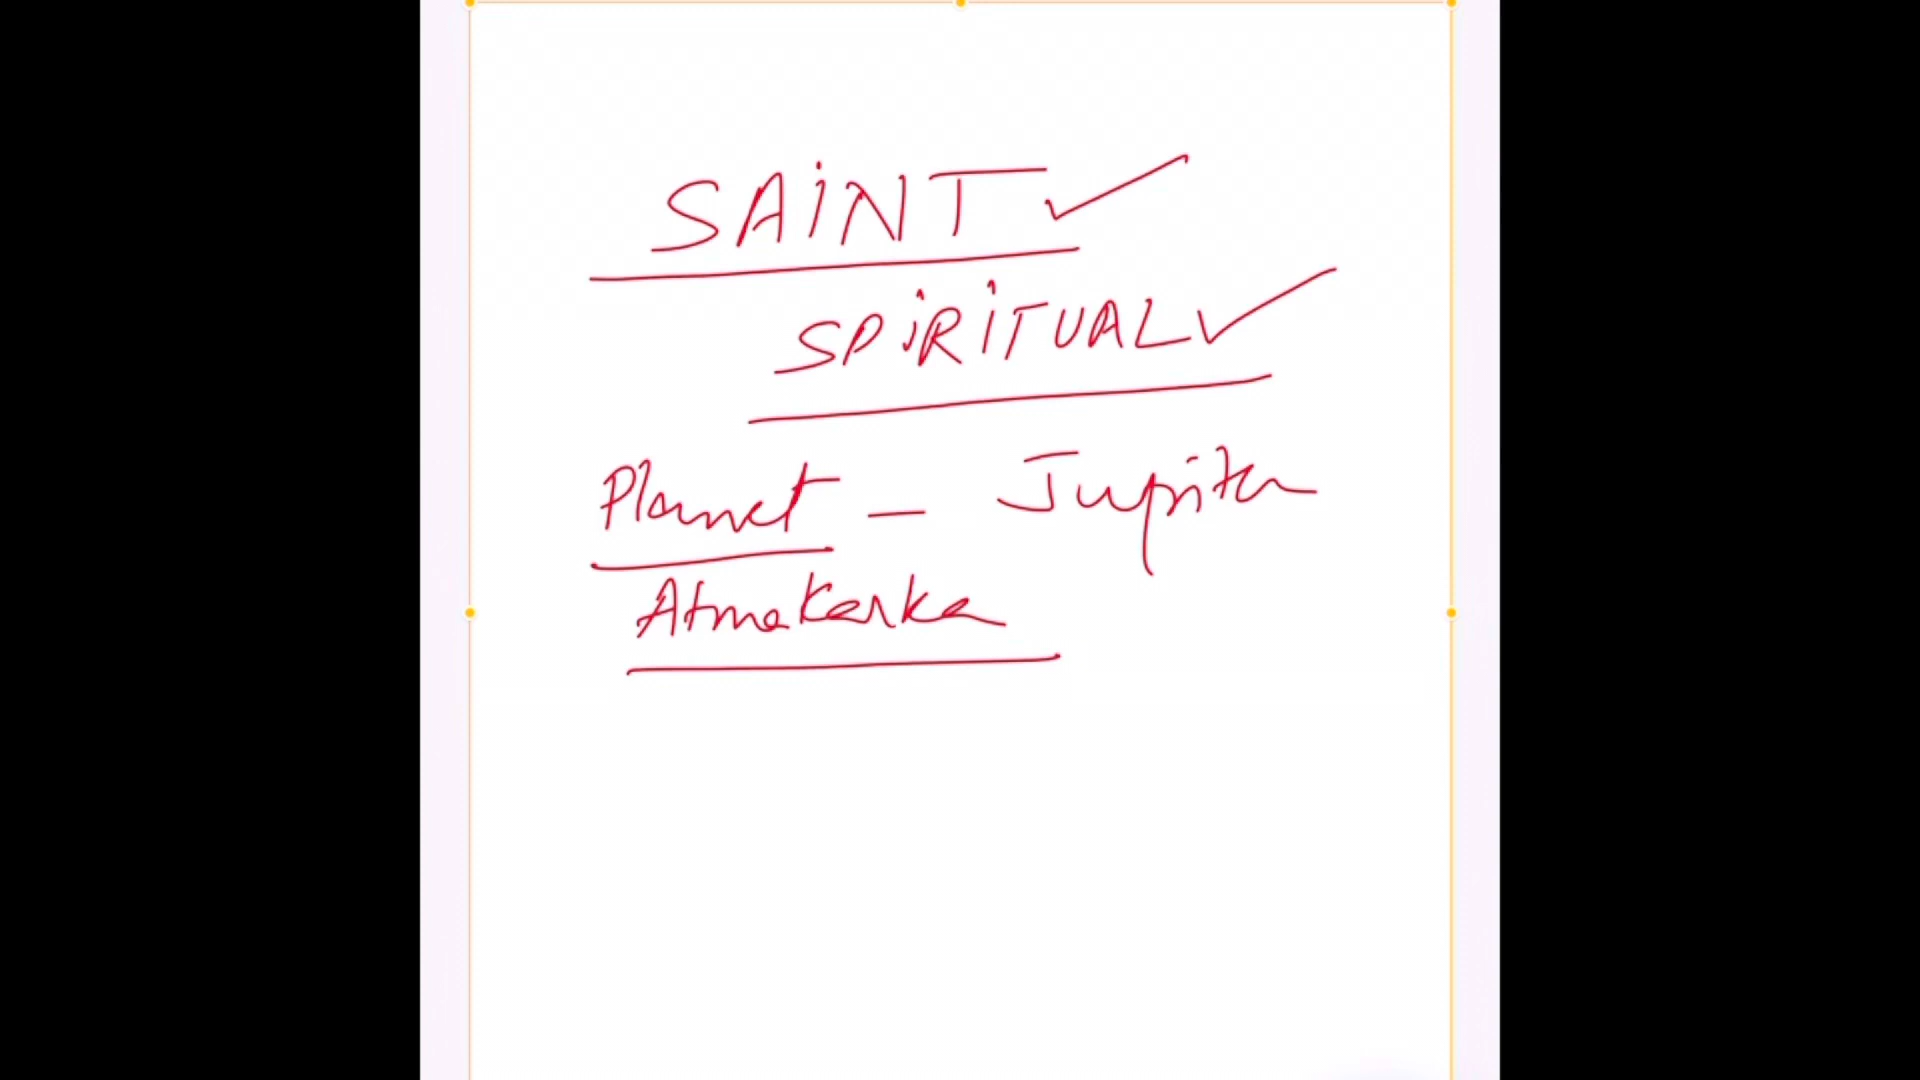 SAiNT ✓
SPiRiTUAL ✓
Planet - Jupiter
AtmaKarka